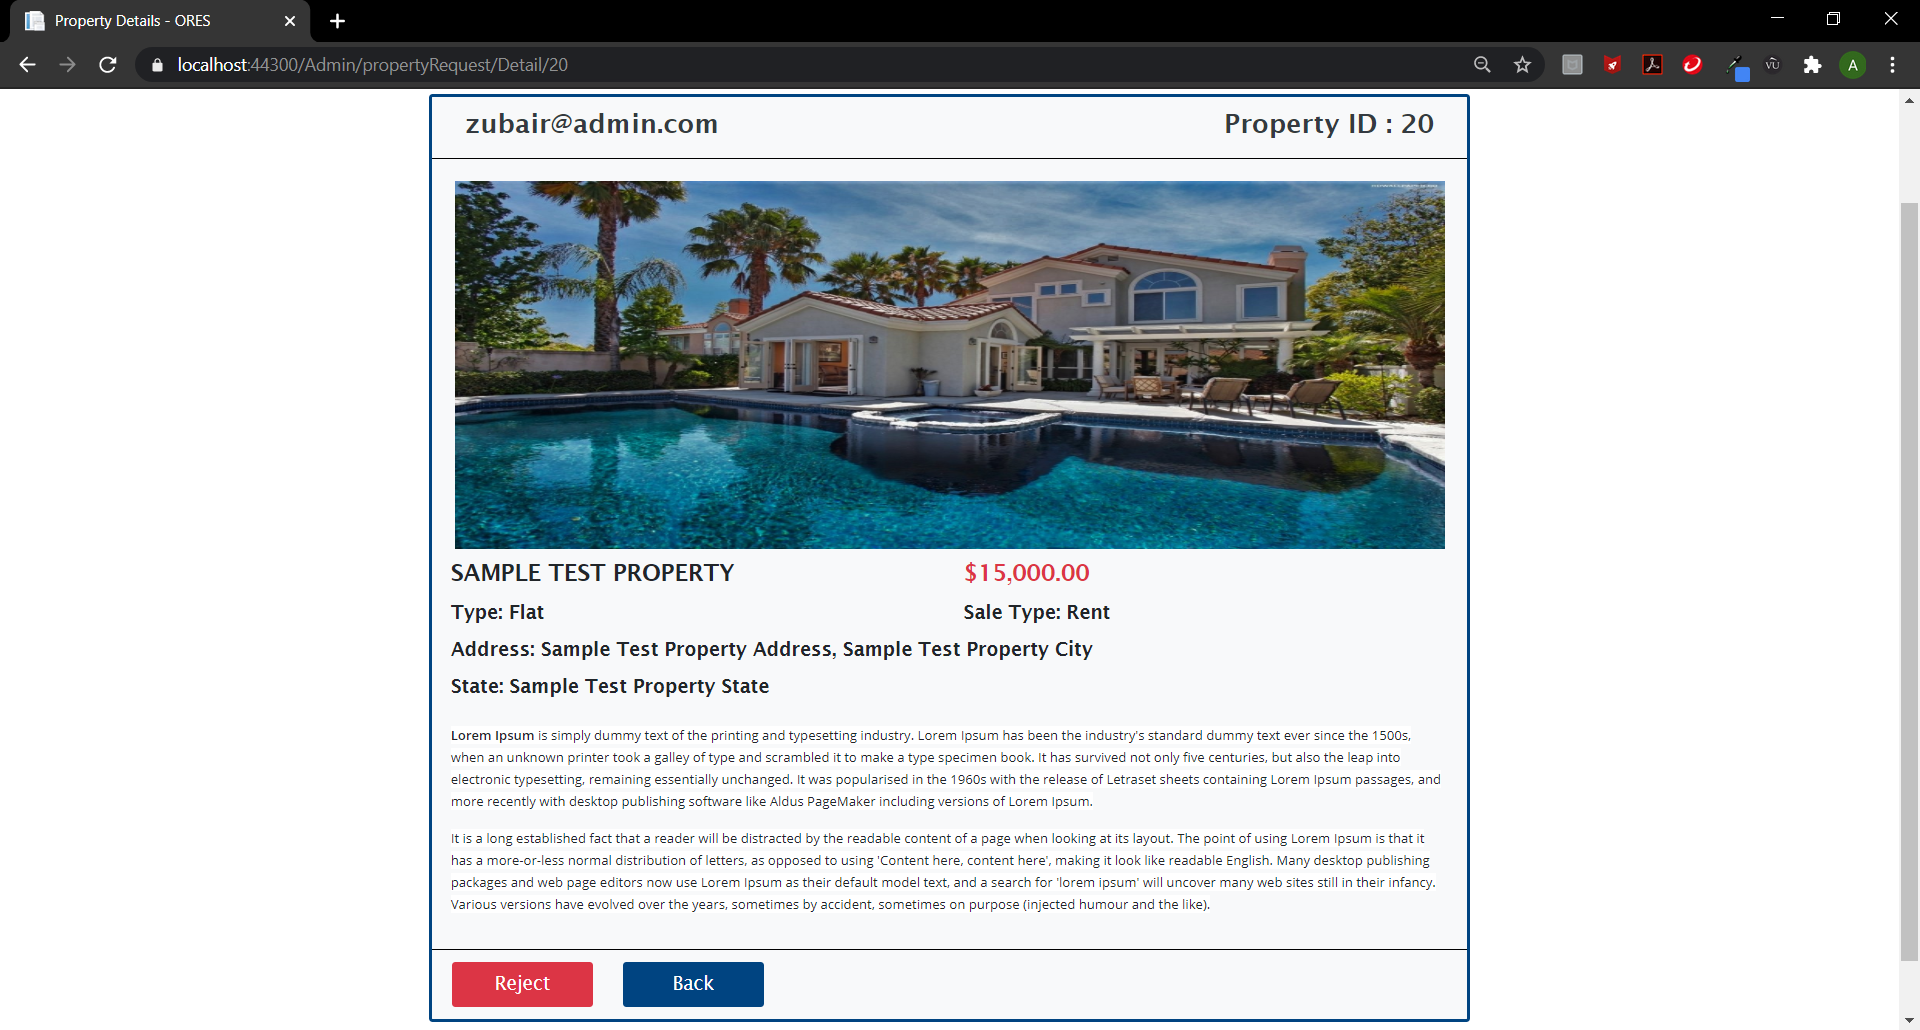 Property Details - ORES
localhost:44300/Admin/propertyRequest/Detail/20
A
zubair@admin.com
Property ID : 20
SAMPLE TEST PROPERTY
$15,000.00
Type: Flat
Sale Type: Rent
Address: Sample Test Property Address, Sample Test Property City
State: Sample Test Property State
Lorem Ipsum is simply dummy text of the printing and typesetting industry. Lorem Ipsum has been the industry's standard dummy text ever since the 1500s,
when an unknown printer took a galley of type and scrambled it to make a type specimen book. It has survived not only five centuries, but also the leap into
electronic typesetting, remaining essentially unchanged. It was popularised in the 1960s with the release of Letraset sheets containing Lorem Ipsum passages, and
more recently with desktop publishing software like Aldus PageMaker including versions of Lorem Ipsum.
It is a long established fact that a reader will be distracted by the readable content of a page when looking at its layout. The point of using Lorem Ipsum is that it
has a more-or-less normal distribution of letters, as opposed to using 'Content here, content here', making it look like readable English. Many desktop publishing
packages and web page editors now use Lorem Ipsum as their default model text, and a search for 'lorem ipsum' will uncover many web sites still in their infancy.
Various versions have evolved over the years, sometimes by accident, sometimes on purpose (injected humour and the like).
Reject
Back